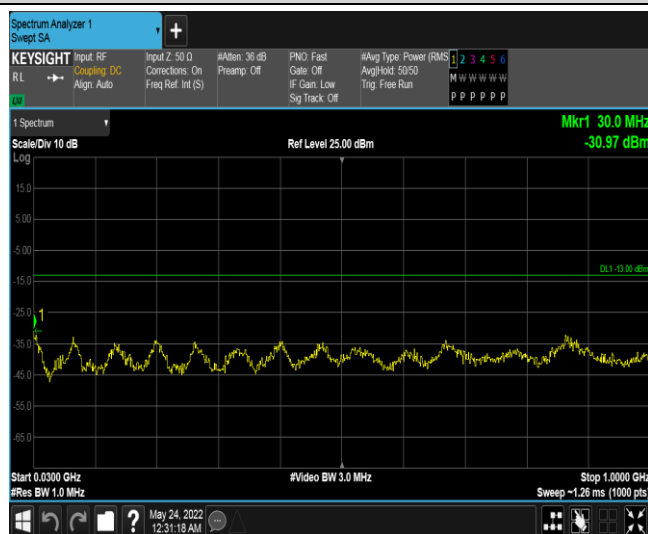 Spectrum Analyzer 1
Swept SA
+
KEYSIGHT
RL
LXI
Input: RF
Coupling: DC
Align: Auto
Input Z: 50 Ω
Corrections: On
Freq Ref: Int (S)
#Atten: 36 dB
Preamp: Off
PNO: Fast
Gate: Off
IF Gain: Low
Sig Track: Off
#Avg Type: Power (RMS
Avg|Hold: 50/50
Trig: Free Run
1 2 3 4 5 6
M W W W W W
P P P P P P
1 Spectrum
Scale/Div 10 dB
Ref Level 25.00 dBm
Mkr1 30.0 MHz
-30.97 dBm
Log
15.0
5.00
-5.00
DL1 -13.00 dBm
-15.0
-25.0
1
-35.0
-45.0
-55.0
-65.0
Start 0.0300 GHz
#Video BW 3.0 MHz
Stop 1.0000 GHz
#Res BW 1.0 MHz
Sweep ~1.26 ms (1000 pts)
?
May 24, 2022
12:31:18 AM